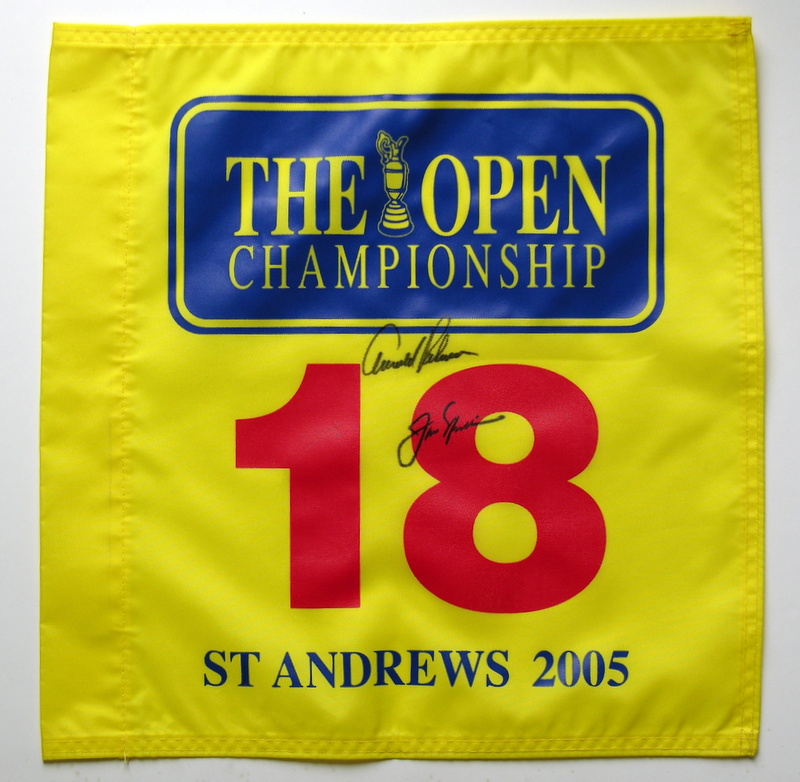 THE OPEN
CHAMPIONSHIP
Arnold Palmer
18
ST ANDREWS 2005